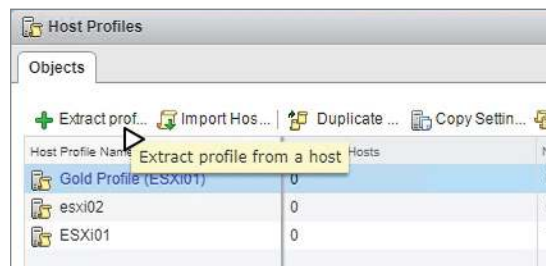 Host Profiles
Objects
Extract prof... Import Hos... Duplicate ... Copy Settin...
Host Profile Name Hosts
Extract profile from a host
Gold Profile (ESXi01) 0
esxi02 0
ESXi01 0